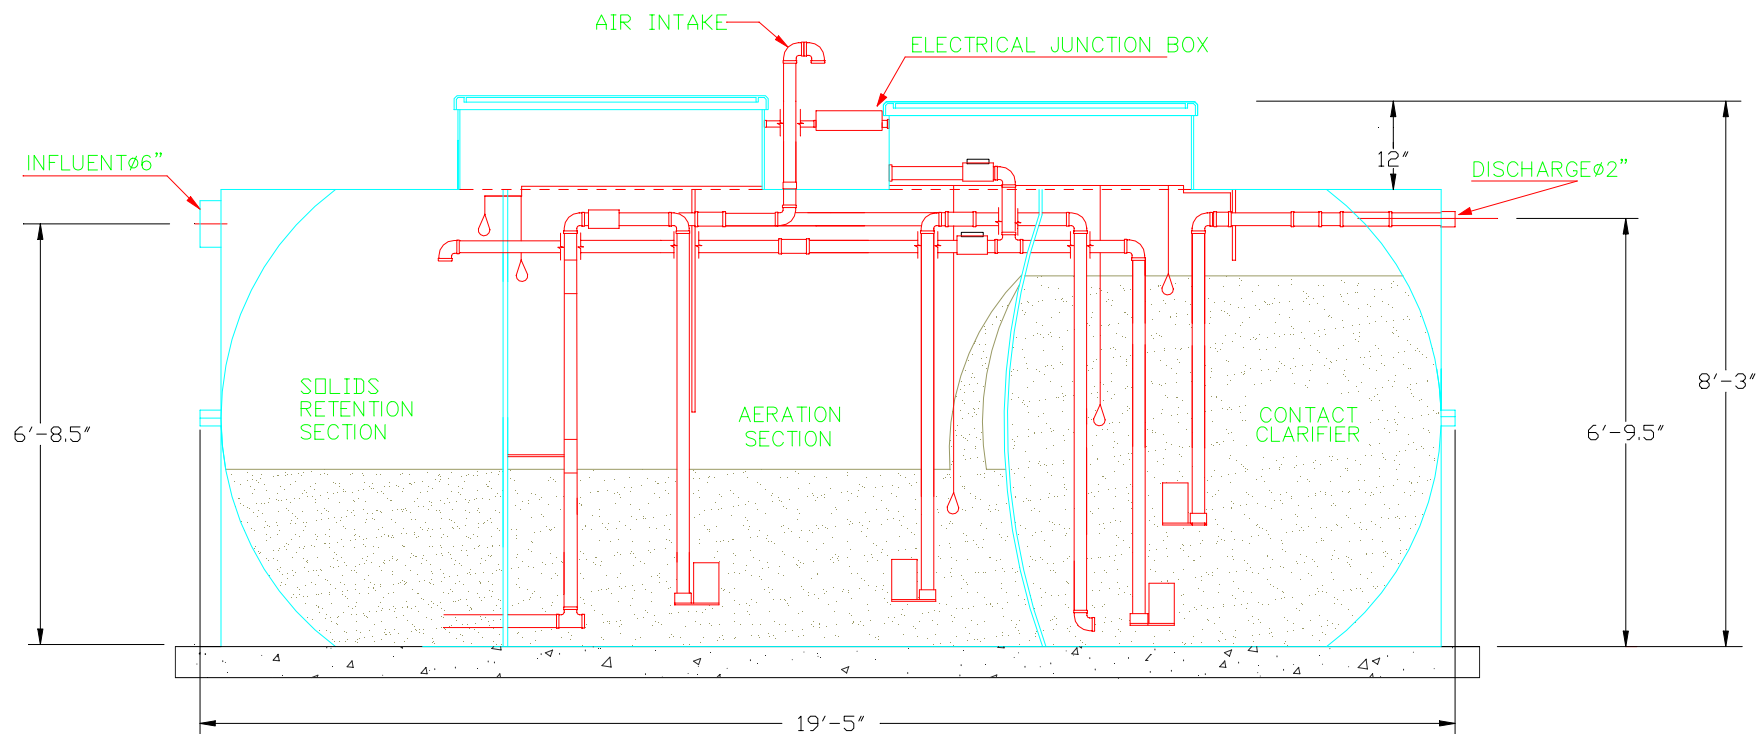 AIR INTAKE
ELECTRICAL JUNCTION BOX
INFLUENTø6”
12″
DISCHARGEø2”
SOLIDS
RETENTION
SECTION
AERATION
SECTION
CONTACT
CLARIFIER
6′-8.5″
6′-9.5″
8′-3″
19′-5″